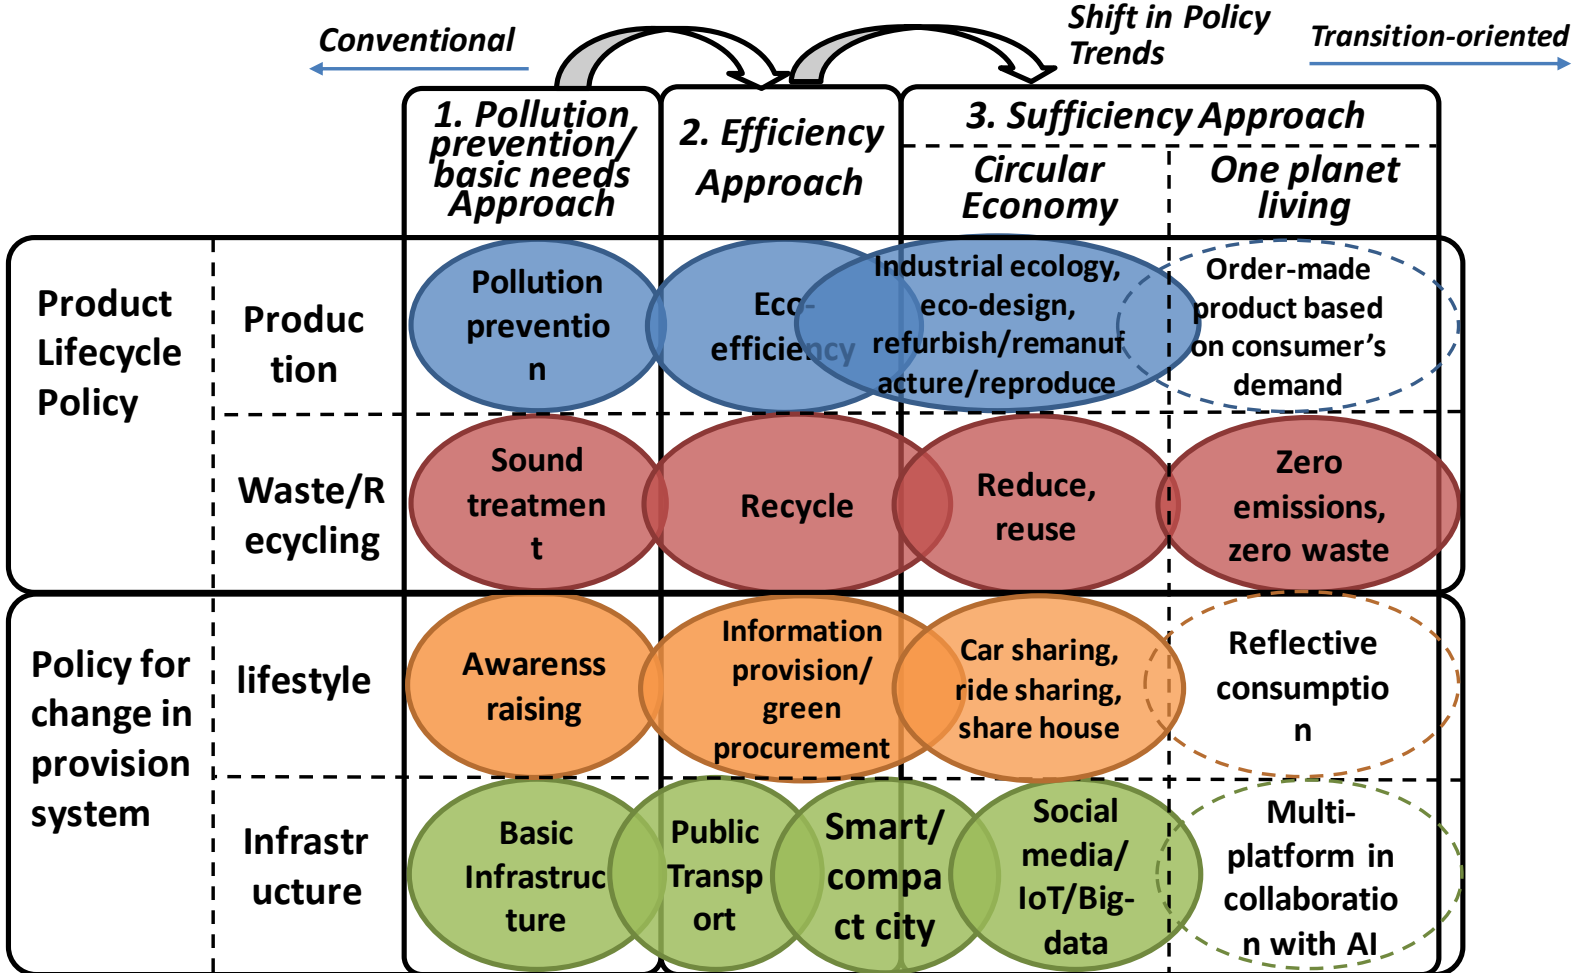 Conventional
Shift in Policy
Trends
Transition-oriented
1. Pollution
prevention/
basic needs
Approach
2. Efficiency
Approach
3. Sufficiency Approach
Circular
Economy
One planet
living
Product
Lifecycle
Policy
Produc
tion
Pollution
preventio
n
Eco-
efficiency
Industrial ecology,
eco-design,
refurbish/remanuf
acture/reproduce
Order-made
product based
on consumer’s
demand
Waste/R
ecycling
Sound
treatmen
t
Recycle
Reduce,
reuse
Zero
emissions,
zero waste
Policy for
change in
provision
system
lifestyle
Awarenss
raising
Information
provision/
green
procurement
Car sharing,
ride sharing,
share house
Reflective
consumptio
n
Infrastr
ucture
Basic
Infrastruc
ture
Public
Transp
ort
Smart/
compa
ct city
Social
media/
IoT/Big-
data
Multi-
platform in
collaboratio
n with AI